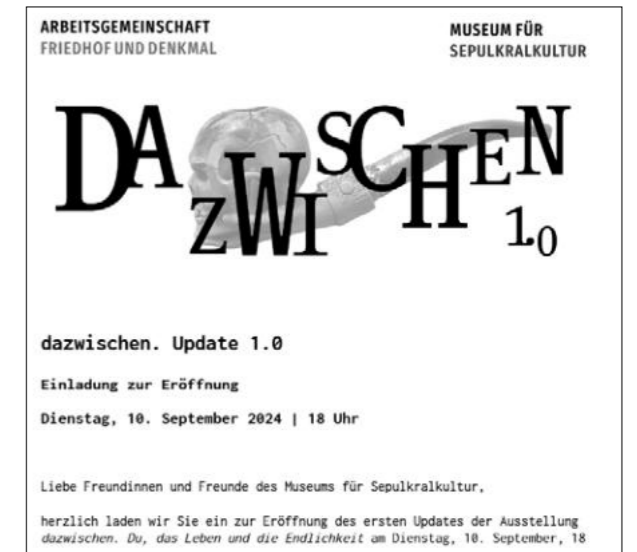 ARBEITSGEMEINSCHAFT
FRIEDHOF UND DENKMAL
MUSEUM FÜR
SEPULKRALKULTUR
DAZWISCHEN
1.0
dazwischen. Update 1.0
Einladung zur Eröffnung
Dienstag, 10. September 2024 | 18 Uhr
Liebe Freundinnen und Freunde des Museums für Sepulkralkultur,
herzlich laden wir Sie ein zur Eröffnung des ersten Updates der Ausstellung
dazwischen. Du, das Leben und die Endlichkeit am Dienstag, 10. September, 18